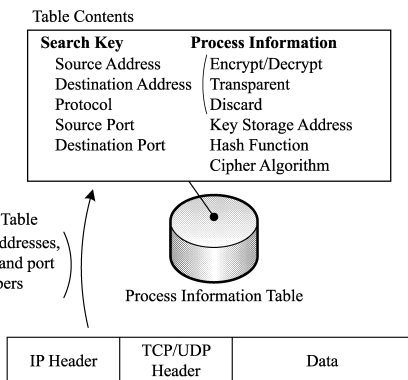 Table Contents
Search Key Process Information
Source Address Encrypt/Decrypt
Destination Address Transparent
Protocol Discard
Source Port Key Storage Address
Destination Port Hash Function
Cipher Algorithm
Table
and port
Process Information Table
IP Header TCP/UDP Header Data